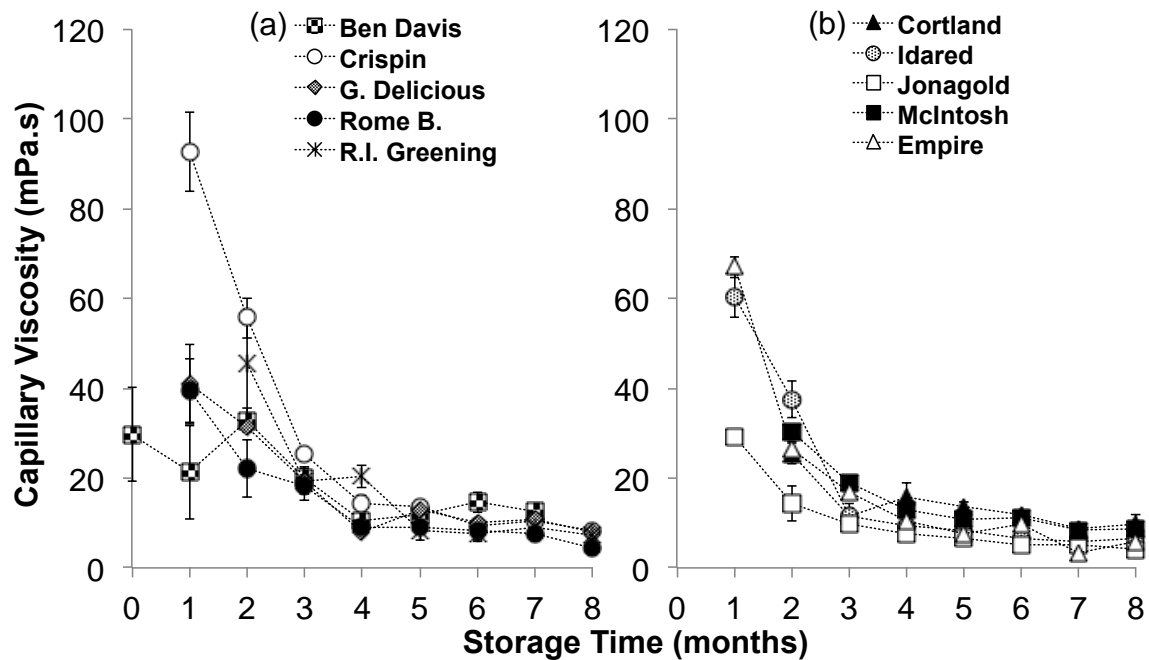 Capillary Viscosity (mPa.s)
120
100
80
60
40
20
0
(a)
Ben Davis
Crispin
G. Delicious
Rome B.
R.I. Greening
0 1 2 3 4 5 6 7 8
120
100
80
60
40
20
0
(b)
Cortland
Idared
Jonagold
McIntosh
Empire
0 1 2 3 4 5 6 7 8
Storage Time (months)